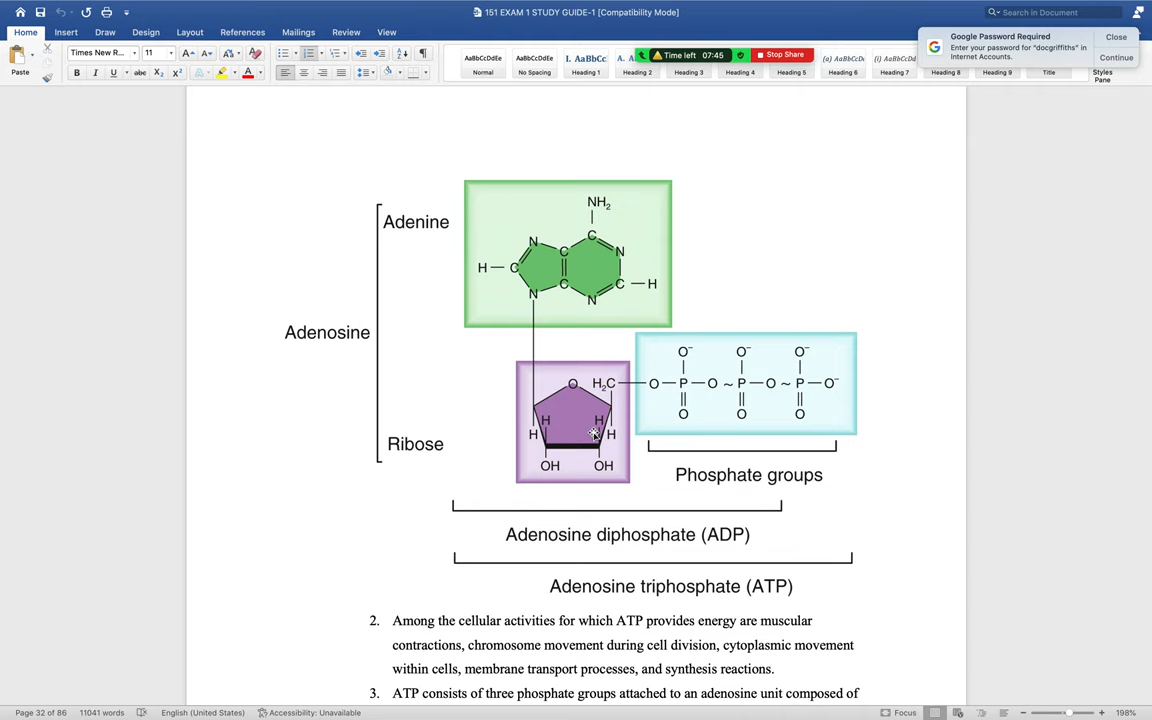 151 EXAM 1 STUDY GUIDE-1 [Compatibility Mode]
Search in Document
Home Insert Draw Design Layout References Mailings Review View
Google Password Required
Enter your password for "docgriffiths" in
Internet Accounts.
Close
Continue
Paste
Times New R...
11
AaBbCcDdEe
Normal
AaBbCcDdEe
No Spacing
I. AaBbCc
Heading 1
A. A
Heading 2
Time left 07:45
Stop Share
Heading 3
Heading 4
Heading 5
(a) AaBbCc
Heading 6
(i) AaBbCcDd
Heading 7
Heading 8
Heading 9
Title
Styles
Pane
Adenine
NH2
N
C
C
N
H
C
C
H
N
C
N
Adenosine
Ribose
O
H2C
H
H
H
H
OH
OH
O−
O−
O−
O — P — O ~ P — O ~ P — O−
O
O
O
Phosphate groups
Adenosine diphosphate (ADP)
Adenosine triphosphate (ATP)
2. Among the cellular activities for which ATP provides energy are muscular
contractions, chromosome movement during cell division, cytoplasmic movement
within cells, membrane transport processes, and synthesis reactions.
3. ATP consists of three phosphate groups attached to an adenosine unit composed of
Page 32 of 86
11041 words
English (United States)
Accessibility: Unavailable
Focus
198%